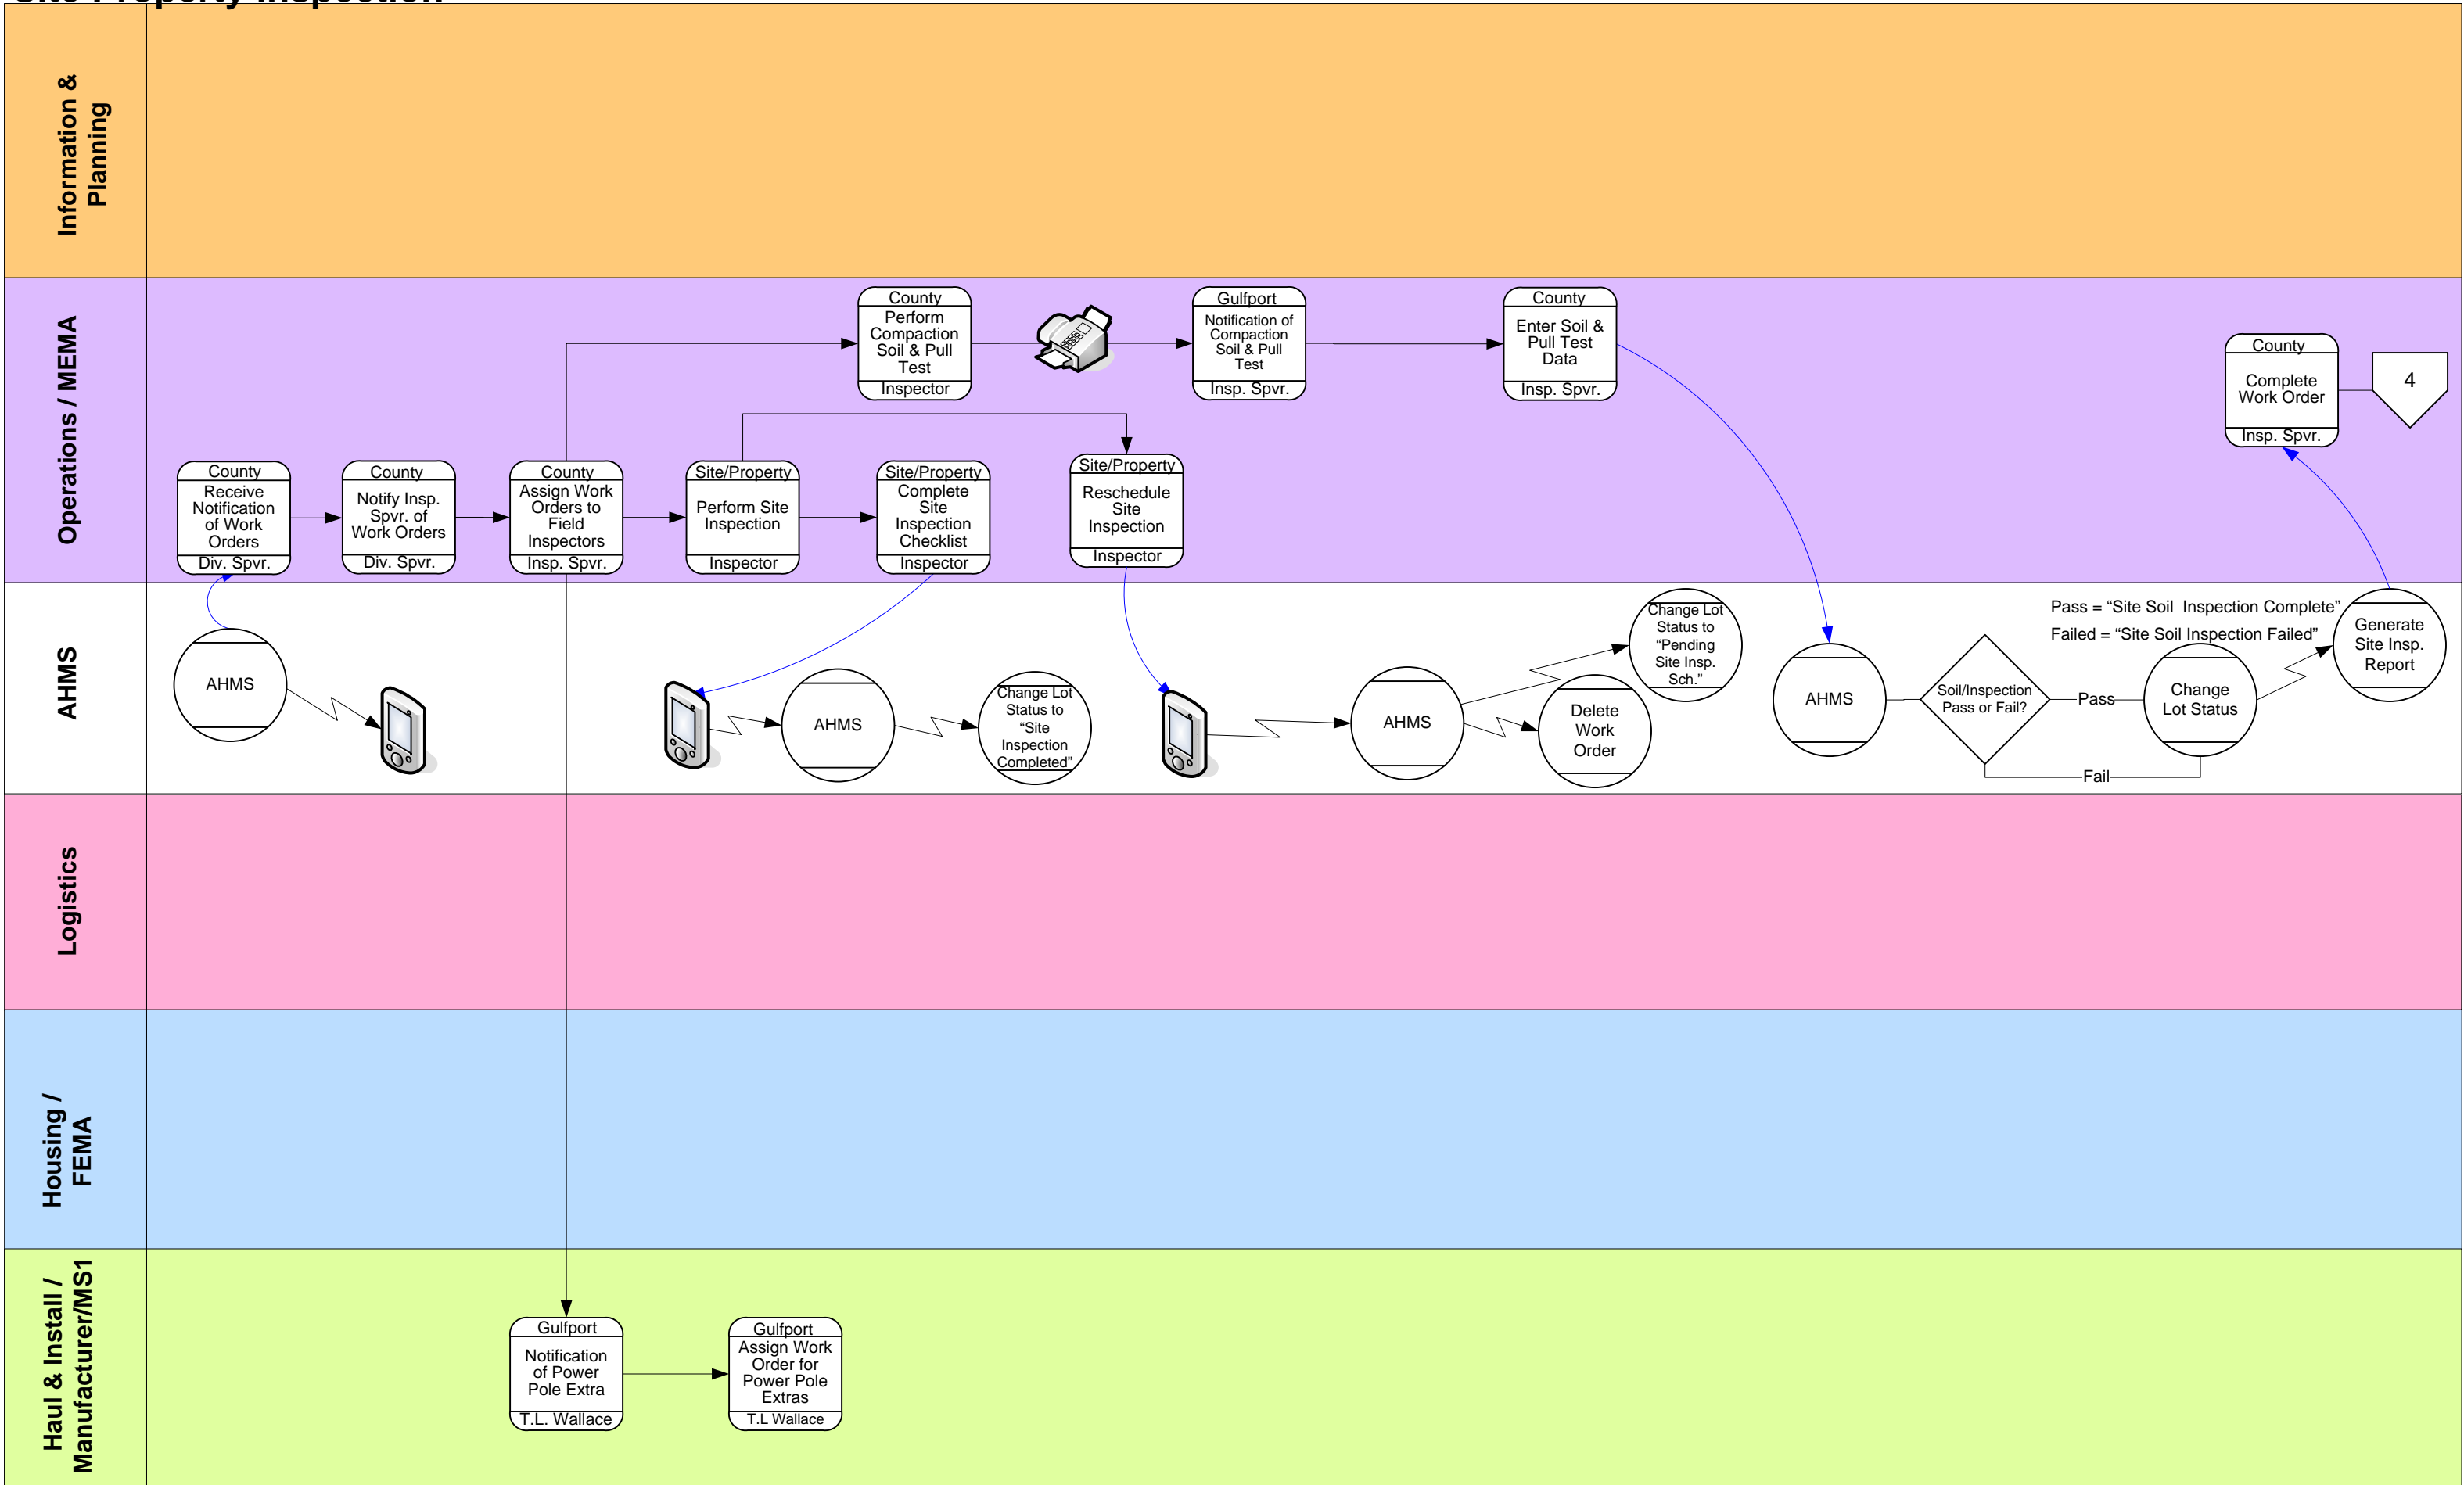 Site Property Inspection
Information &
Planning
Operations / MEMA
County
Perform
Compaction
Soil & Pull
Test
Inspector
Gulfport
Notification of
Compaction
Soil & Pull
Test
Insp. Spvr.
County
Enter Soil &
Pull Test
Data
Insp. Spvr.
County
Complete
Work Order
Insp. Spvr.
4
County
Receive
Notification
of Work
Orders
Div. Spvr.
County
Notify Insp.
Spvr. of
Work Orders
Div. Spvr.
County
Assign Work
Orders to
Field
Inspectors
Insp. Spvr.
Site/Property
Perform Site
Inspection
Inspector
Site/Property
Complete
Site
Inspection
Checklist
Inspector
Site/Property
Reschedule
Site
Inspection
Inspector
AHMS
AHMS
AHMS
Change Lot
Status to
“Site
Inspection
Completed”
AHMS
Change Lot
Status to
“Pending
Site Insp.
Sch.”
Delete
Work
Order
AHMS
Soil/Inspection
Pass or Fail?
Pass
Fail
Pass = “Site Soil  Inspection Complete”
Failed = “Site Soil Inspection Failed”
Change
Lot Status
Generate
Site Insp.
Report
Logistics
Housing /
FEMA
Haul & Install /
Manufacturer/MS1
Gulfport
Notification
of Power
Pole Extra
T.L. Wallace
Gulfport
Assign Work
Order for
Power Pole
Extras
T.L Wallace